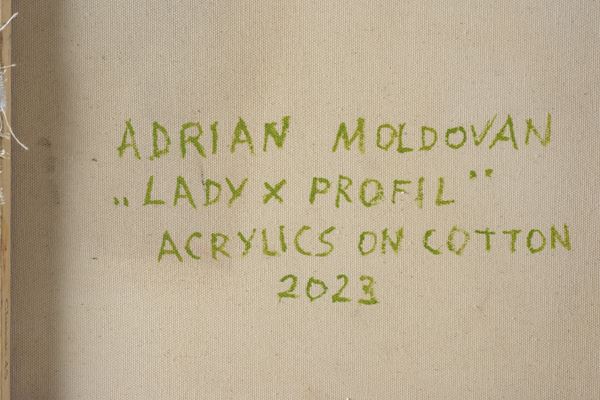 ADRIAN MOLDOVAN
„LADY X PROFIL”
ACRYLICS ON COTTON
2023